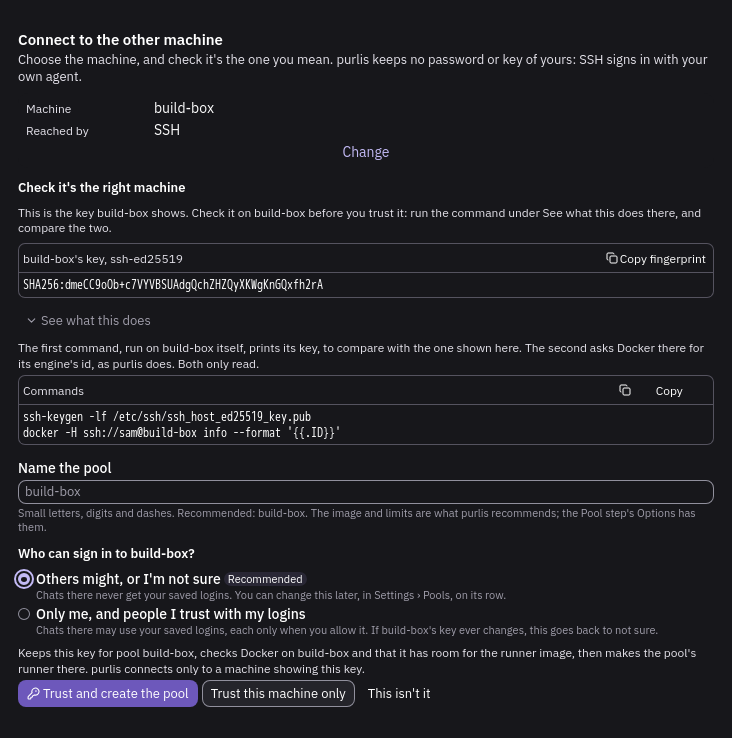 Connect to the other machine
Choose the machine, and check it's the one you mean. purlis keeps no password or key of yours: SSH signs in with your
own agent.
Machine build-box
Reached by SSH
Change
Check it's the right machine
This is the key build-box shows. Check it on build-box before you trust it: run the command under See what this does there, and
compare the two.
build-box's key, ssh-ed25519 Copy fingerprint
SHA256:dmeCC9oOb+c7VYVBSUAdgQchZHZQyXKWgKnGQxfh2rA
See what this does
The first command, run on build-box itself, prints its key, to compare with the one shown here. The second asks Docker there for
its engine's id, as purlis does. Both only read.
Commands Copy
ssh-keygen -lf /etc/ssh/ssh_host_ed25519_key.pub
docker -H ssh://sam@build-box info --format '{{.ID}}'
Name the pool
build-box
Small letters, digits and dashes. Recommended: build-box. The image and limits are what purlis recommends; the Pool step's Options has
them.
Who can sign in to build-box?
Others might, or I'm not sure Recommended
Chats there never get your saved logins. You can change this later, in Settings › Pools, on its row.
Only me, and people I trust with my logins
Chats there may use your saved logins, each only when you allow it. If build-box's key ever changes, this goes back to not sure.
Keeps this key for pool build-box, checks Docker on build-box and that it has room for the runner image, then makes the pool's
runner there. purlis connects only to a machine showing this key.
Trust and create the pool Trust this machine only This isn't it